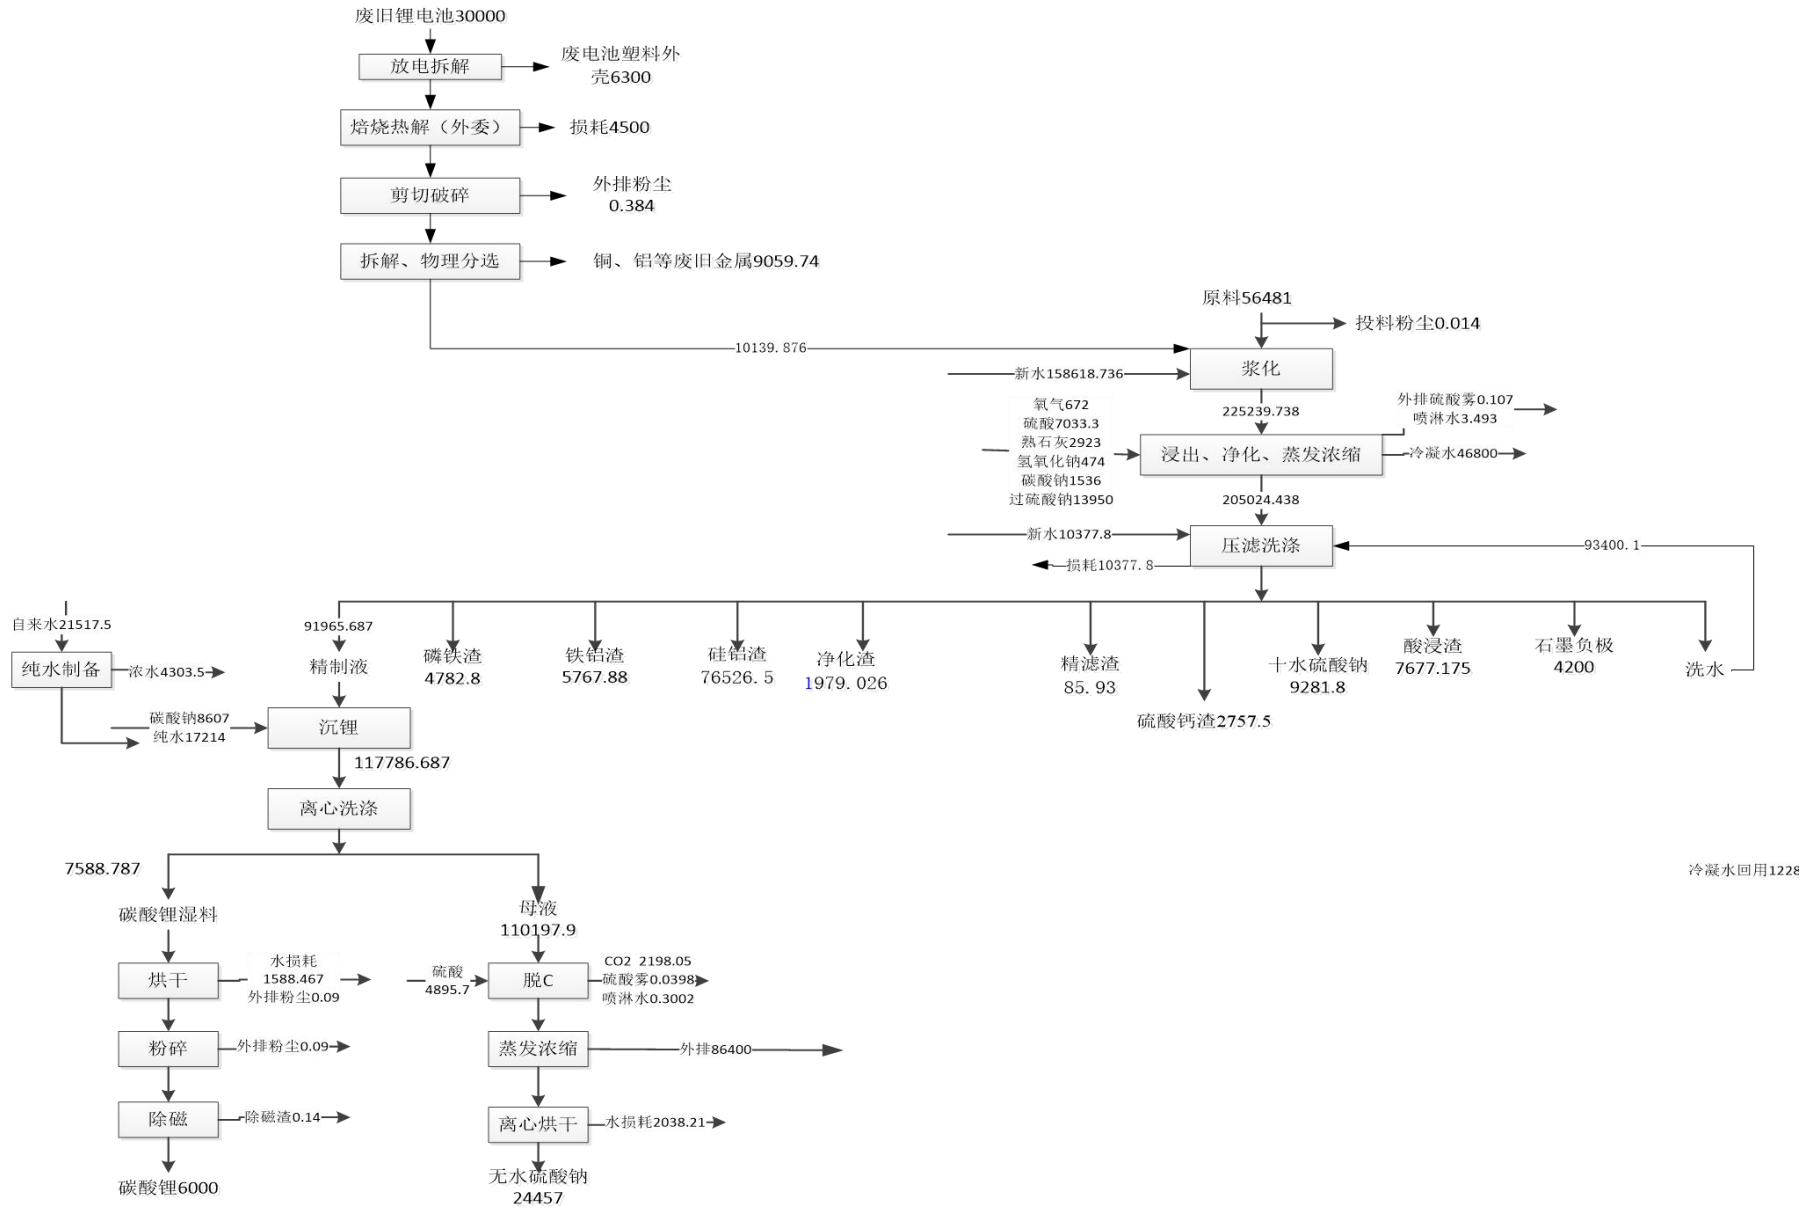 废旧锂电池30000
放电拆解
废电池塑料外
壳6300
焙烧热解（外委）
损耗4500
剪切破碎
外排粉尘
0.384
拆解、物理分选
铜、铝等废旧金属9059.74
原料56481
投料粉尘0.014
10139.876
新水158618.736
浆化
225239.738
氧气672
硫酸7033.3
熟石灰2923
氢氧化钠474
碳酸钠1536
过硫酸钠13950
浸出、净化、蒸发浓缩
外排硫酸雾0.107
喷淋水3.493
冷凝水46800
205024.438
新水10377.8
压滤洗涤
93400.1
损耗10377.8
自来水21517.5
纯水制备
浓水4303.5
91965.687
精制液
磷铁渣
4782.8
铁铝渣
5767.88
硅铝渣
76526.5
净化渣
1979.026
精滤渣
85.93
硫酸钙渣2757.5
十水硫酸钠
9281.8
酸浸渣
7677.175
石墨负极
4200
洗水
碳酸钠8607
纯水17214
沉锂
117786.687
离心洗涤
7588.787
碳酸锂湿料
母液
110197.9
冷凝水回用1228
烘干
水损耗
1588.467
外排粉尘0.09
硫酸
4895.7
脱C
CO2 2198.05
硫酸雾0.0398
喷淋水0.3002
粉碎
外排粉尘0.09
蒸发浓缩
外排86400
除磁
除磁渣0.14
离心烘干
水损耗2038.21
碳酸锂6000
无水硫酸钠
24457